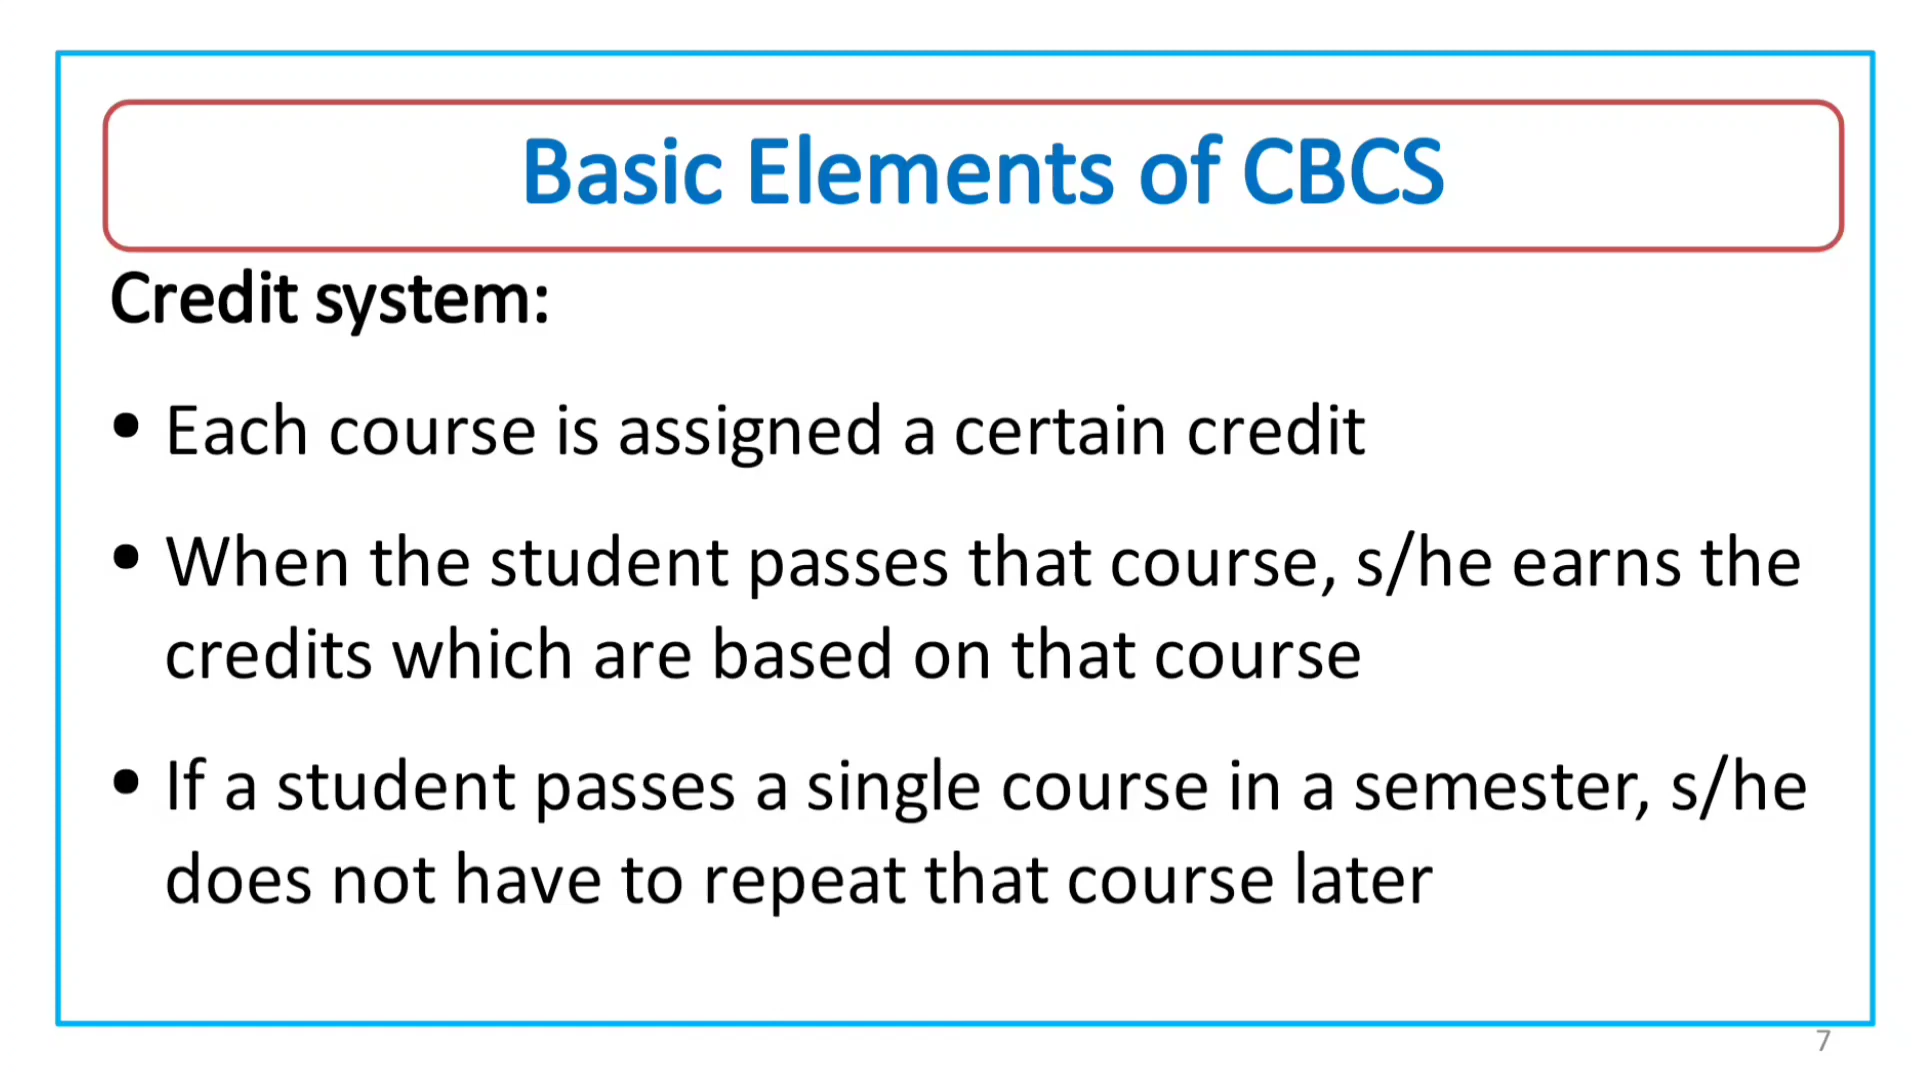 Basic Elements of CBCS
Credit system:
• Each course is assigned a certain credit
• When the student passes that course, s/he earns the
credits which are based on that course
• If a student passes a single course in a semester, s/he
does not have to repeat that course later
7